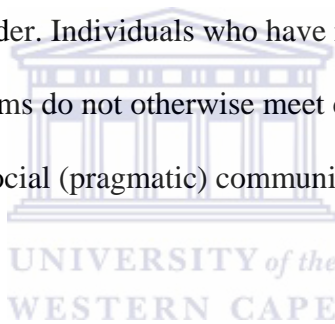 der. Individuals who have
ms do not otherwise meet
ocial (pragmatic) communi
UNIVERSITY of the
WESTERN CAPE